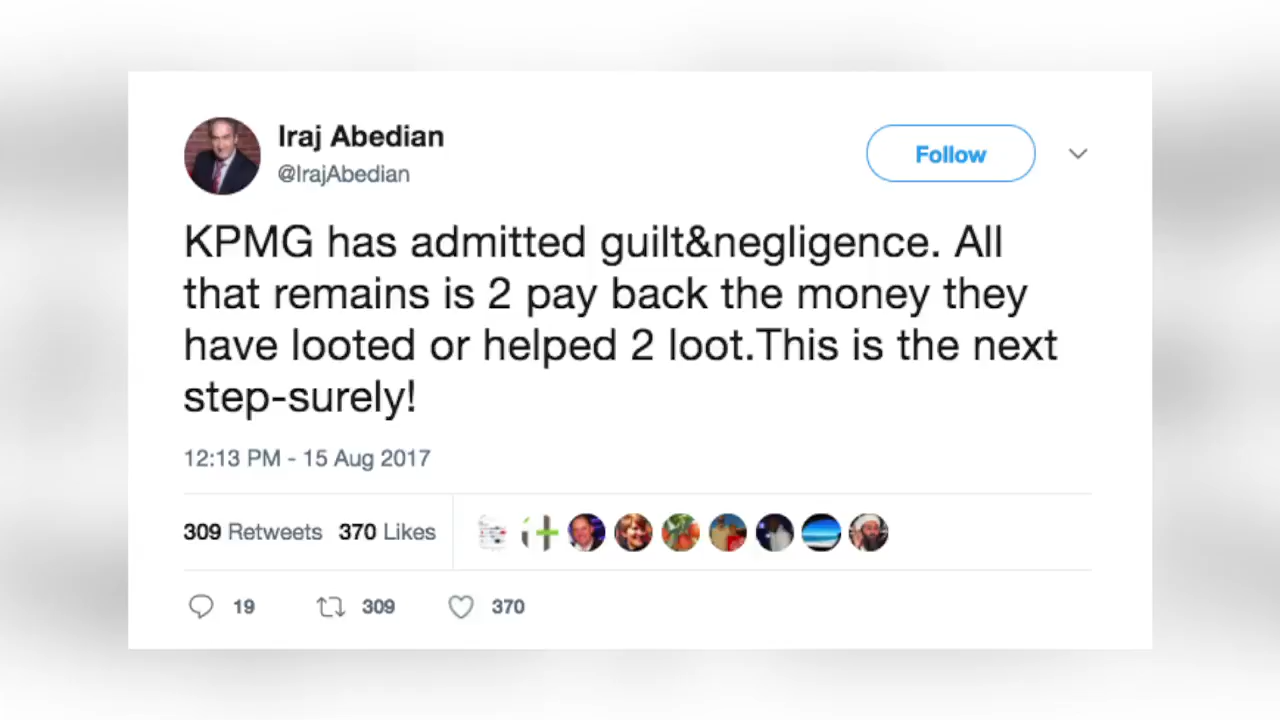 Iraj Abedian
@IrajAbedian
Follow
KPMG has admitted guilt&negligence. All
that remains is 2 pay back the money they
have looted or helped 2 loot.This is the next
step-surely!
12:13 PM - 15 Aug 2017
309 Retweets 370 Likes
19 309 370